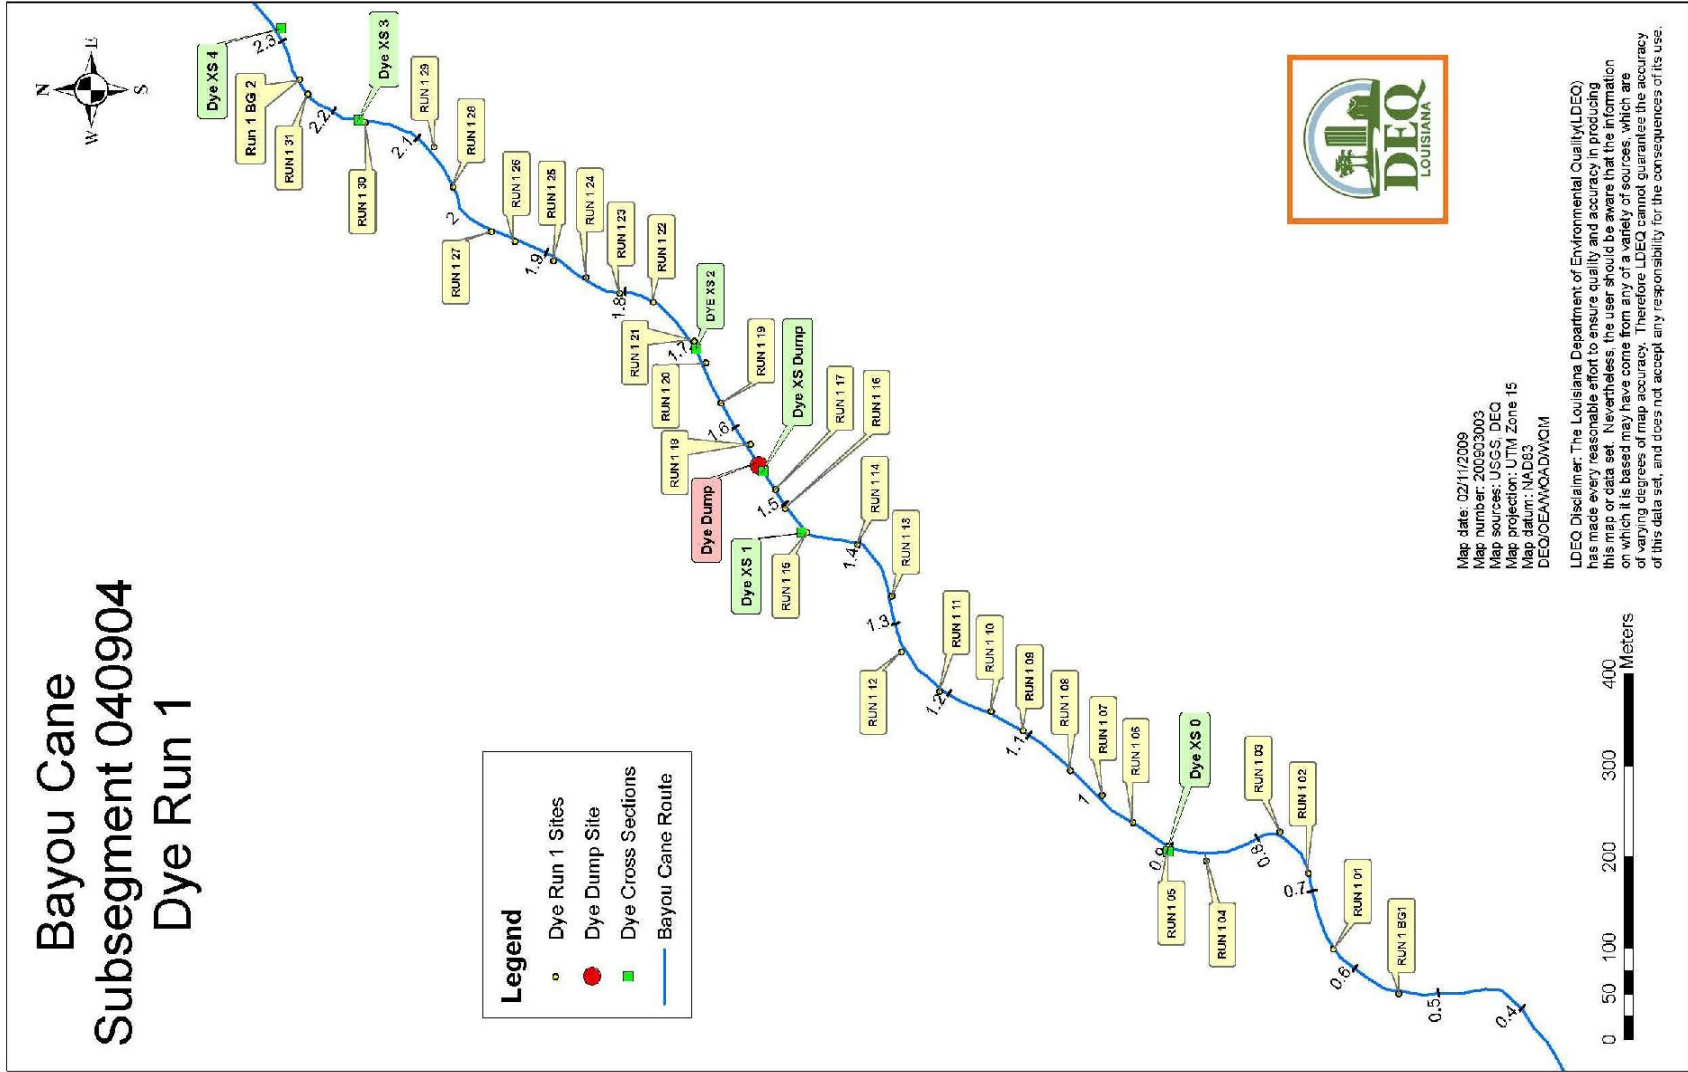 Bayou Cane
Subsegment 040904
Dye Run 1
N
W
E
S
Legend
Dye Run 1 Sites
Dye Dump Site
Dye Cross Sections
Bayou Cane Route
Dye XS 4
2.3
Run 1 BG 2
RUN 1 31
2.2
Dye XS 3
RUN 1 30
RUN 1 29
2.1
RUN 1 28
2
RUN 1 27
RUN 1 26
RUN 1 25
1.9
RUN 1 24
RUN 1 23
1.8
RUN 1 22
RUN 1 21
1.7
DYE XS 2
RUN 1 20
RUN 1 19
1.6
RUN 1 18
Dye XS Dump
Dye Dump
RUN 1 17
1.5
RUN 1 16
Dye XS 1
RUN 1 15
RUN 1 14
1.4
RUN 1 13
1.3
RUN 1 12
RUN 1 11
1.2
RUN 1 10
RUN 1 09
1.1
RUN 1 08
RUN 1 07
1
RUN 1 06
Dye XS 0
0.9
RUN 1 05
RUN 1 04
RUN 1 03
0.8
RUN 1 02
0.7
RUN 1 01
0.6
RUN 1 BG1
0.5
0.4
DEQ
LOUISIANA
Map date: 02/11/2009
Map number: 200903003
Map sources: USGS, DEQ
Map projection: UTM Zone 15
Map datum: NAD83
DEQ/OEA/WQAD/WQM
LDEQ Disclaimer: The Louisiana Department of Environmental Quality(LDEQ)
has made every reasonable effort to ensure quality and accuracy in producing
this map or data set. Nevertheless, the user should be aware that the information
on which it is based may have come from any of a variety of sources, which are
of varying degrees of map accuracy. Therefore LDEQ cannot guarantee the accuracy
of this data set, and does not accept any responsibility for the consequences of its use.
0 50 100 200 300 400
Meters